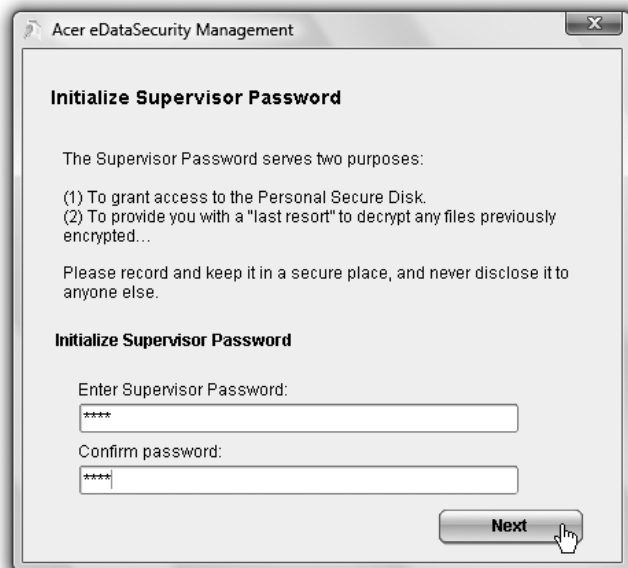 Acer eDataSecurity Management
X
Initialize Supervisor Password
The Supervisor Password serves two purposes:
(1) To grant access to the Personal Secure Disk.
(2) To provide you with a "last resort" to decrypt any files previously
encrypted...
Please record and keep it in a secure place, and never disclose it to
anyone else.
Initialize Supervisor Password
Enter Supervisor Password:
****
Confirm password:
****
Next